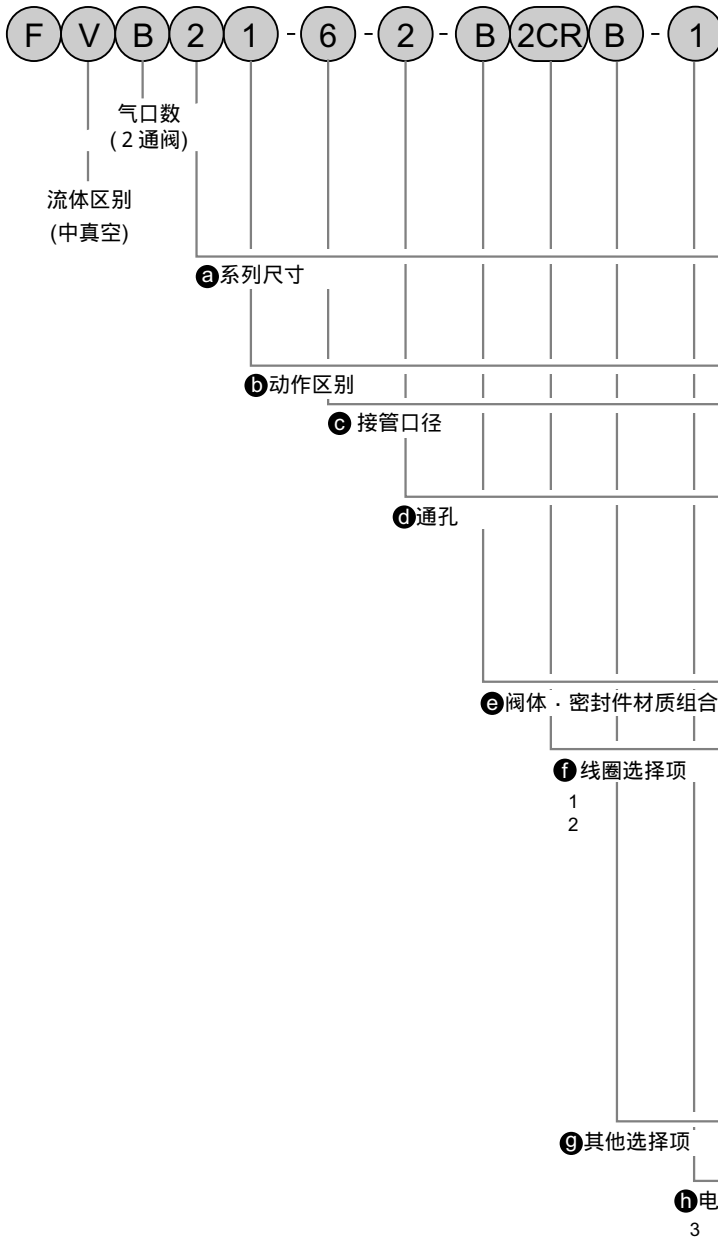 F V B 2 1 - 6 - 2 - B 2CR B - 1
气口数
(2通阀)
流体区别
(中真空)
a系列尺寸
b动作区别
c 接管口径
d通孔
e阀体·密封件材质组合
f 线圈选择项
1
2
g其他选择项
h电
3